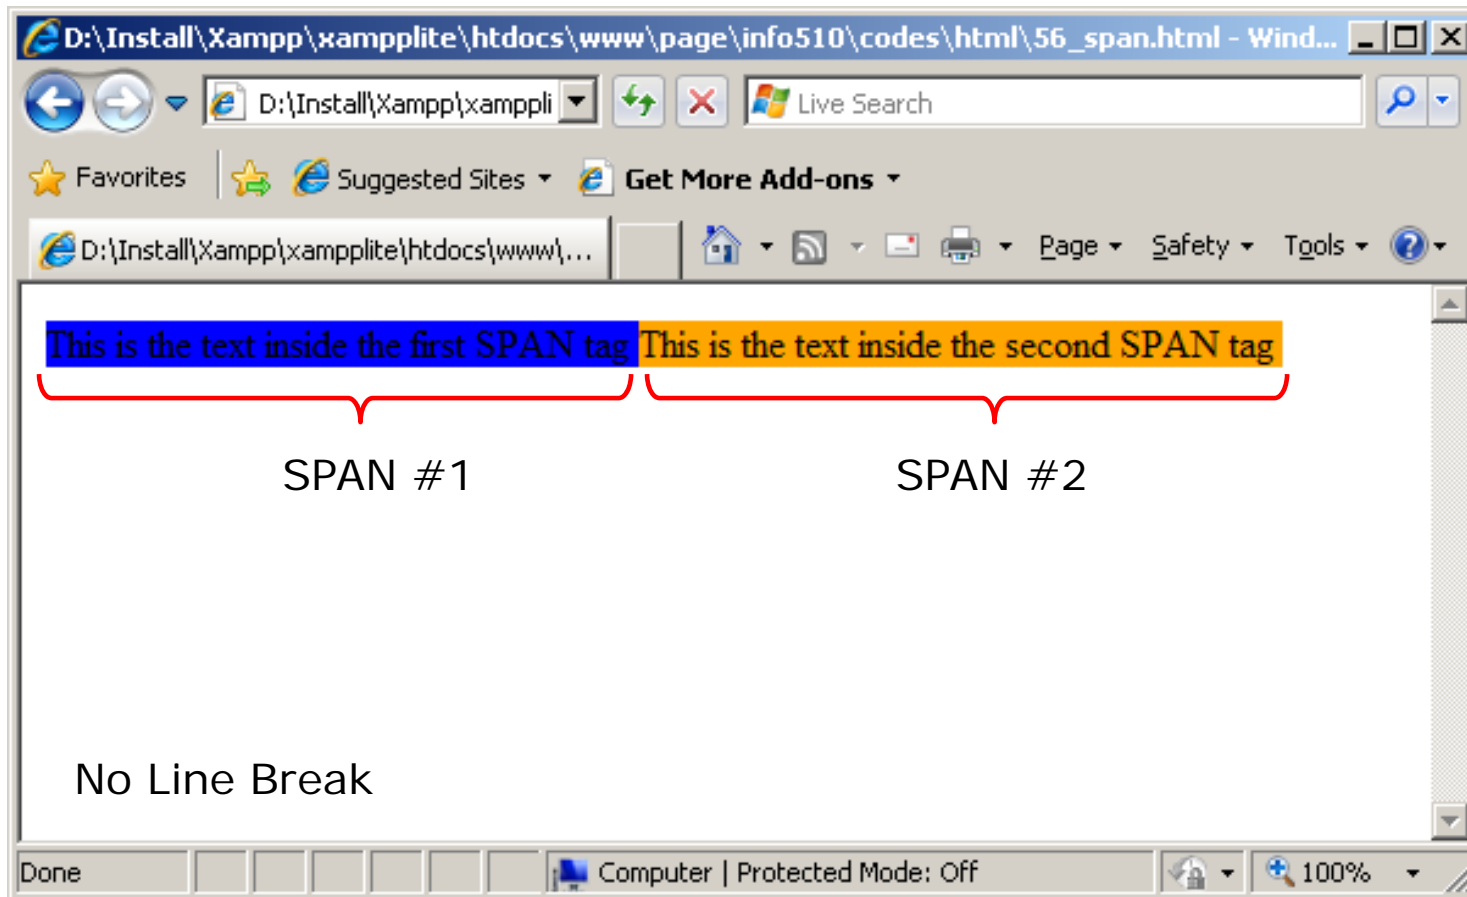 D:\Install\Xampp\xampplite\htdocs\www\page\info510\codes\html\56_span.html - Wind...
D:\Install\Xampp\xamppli
Live Search
Favorites
Suggested Sites
Get More Add-ons
D:\Install\Xampp\xampplite\htdocs\www\...
Page
Safety
Tools
This is the text inside the first SPAN tag This is the text inside the second SPAN tag
SPAN #1
SPAN #2
No Line Break
Done
Computer | Protected Mode: Off
100%